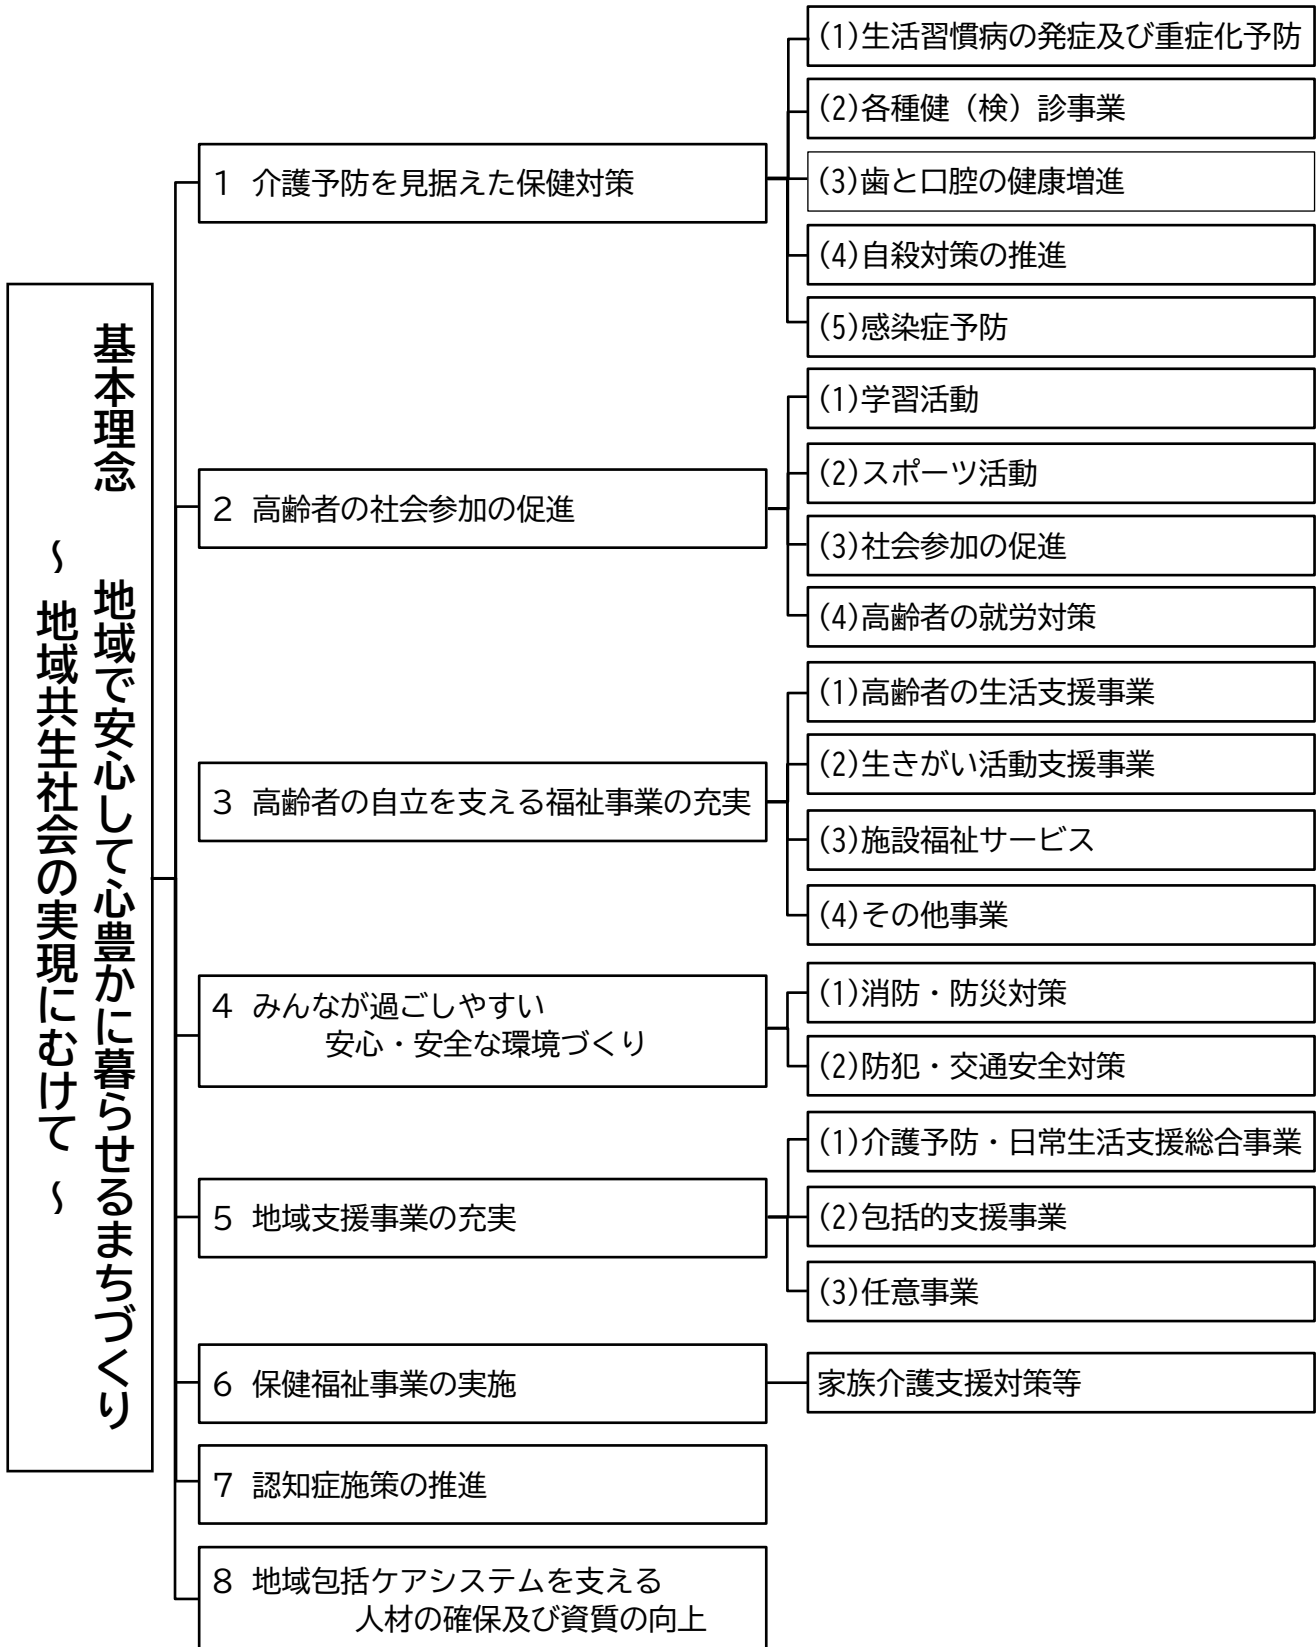 基本理念　地域で安心して心豊かに暮らせるまちづくり
～ 地域共生社会の実現にむけて ～
１ 介護予防を見据えた保健対策
(1)生活習慣病の発症及び重症化予防
(2)各種健（検）診事業
(3)歯と口腔の健康増進
(4)自殺対策の推進
(5)感染症予防
２ 高齢者の社会参加の促進
(1)学習活動
(2)スポーツ活動
(3)社会参加の促進
(4)高齢者の就労対策
３ 高齢者の自立を支える福祉事業の充実
(1)高齢者の生活支援事業
(2)生きがい活動支援事業
(3)施設福祉サービス
(4)その他事業
４ みんなが過ごしやすい
安心・安全な環境づくり
(1)消防・防災対策
(2)防犯・交通安全対策
５ 地域支援事業の充実
(1)介護予防・日常生活支援総合事業
(2)包括的支援事業
(3)任意事業
６ 保健福祉事業の実施
家族介護支援対策等
７ 認知症施策の推進
８ 地域包括ケアシステムを支える
人材の確保及び資質の向上